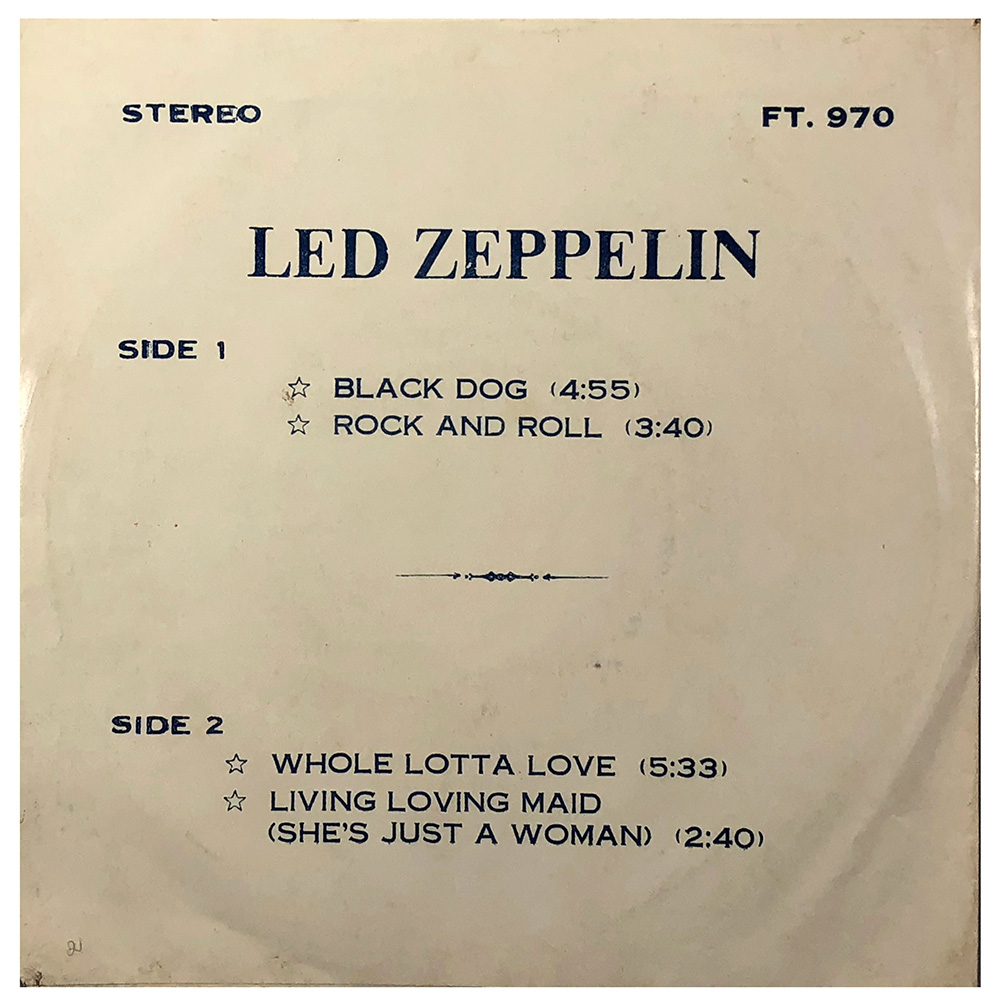 STEREO FT. 970
LED ZEPPELIN
SIDE 1
☆ BLACK DOG (4:55)
☆ ROCK AND ROLL (3:40)
SIDE 2
☆ WHOLE LOTTA LOVE (5:33)
☆ LIVING LOVING MAID
(SHE'S JUST A WOMAN) (2:40)